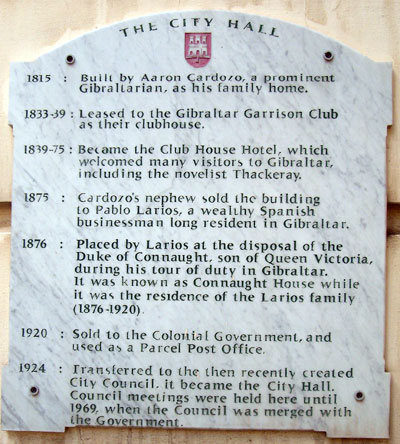 THE CITY HALL
1815 : Built by Aaron Cardozo, a prominent
Gibraltarian, as his family home.
1833-39 : Leased to the Gibraltar Garrison Club
as their clubhouse.
1839-75 : Became the Club House Hotel, which
welcomed many visitors to Gibraltar,
including the novelist Thackeray.
1875 : Cardozo's nephew sold the building
to Pablo Larios, a wealthy Spanish
businessman long resident in Gibraltar.
1876 : Placed by Larios at the disposal of the
Duke of Connaught, son of Queen Victoria,
during his tour of duty in Gibraltar.
It was known as Connaught House while
it was the residence of the Larios family
(1876-1920).
1920 : Sold to the Colonial Government, and
used as a Parcel Post Office.
1924 : Transferred to the then recently created
City Council, it became the City Hall.
Council meetings were held here until
1969, when the Council was merged with
the Government.